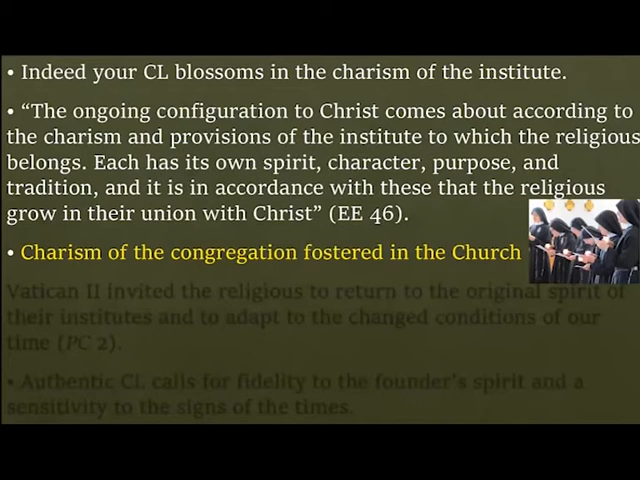 • Indeed your CL blossoms in the charism of the institute.
• “The ongoing configuration to Christ comes about according to
the charism and provisions of the institute to which the religious
belongs. Each has its own spirit, character, purpose, and
tradition, and it is in accordance with these that the religious
grow in their union with Christ” (EE 46).
• Charism of the congregation fostered in the Church
Vatican II invited the religious to return to the original spirit of
their institutes and to adapt to the changed conditions of our
time (PC 2).
• Authentic CL calls for fidelity to the founder’s spirit and a
sensitivity to the signs of the times.